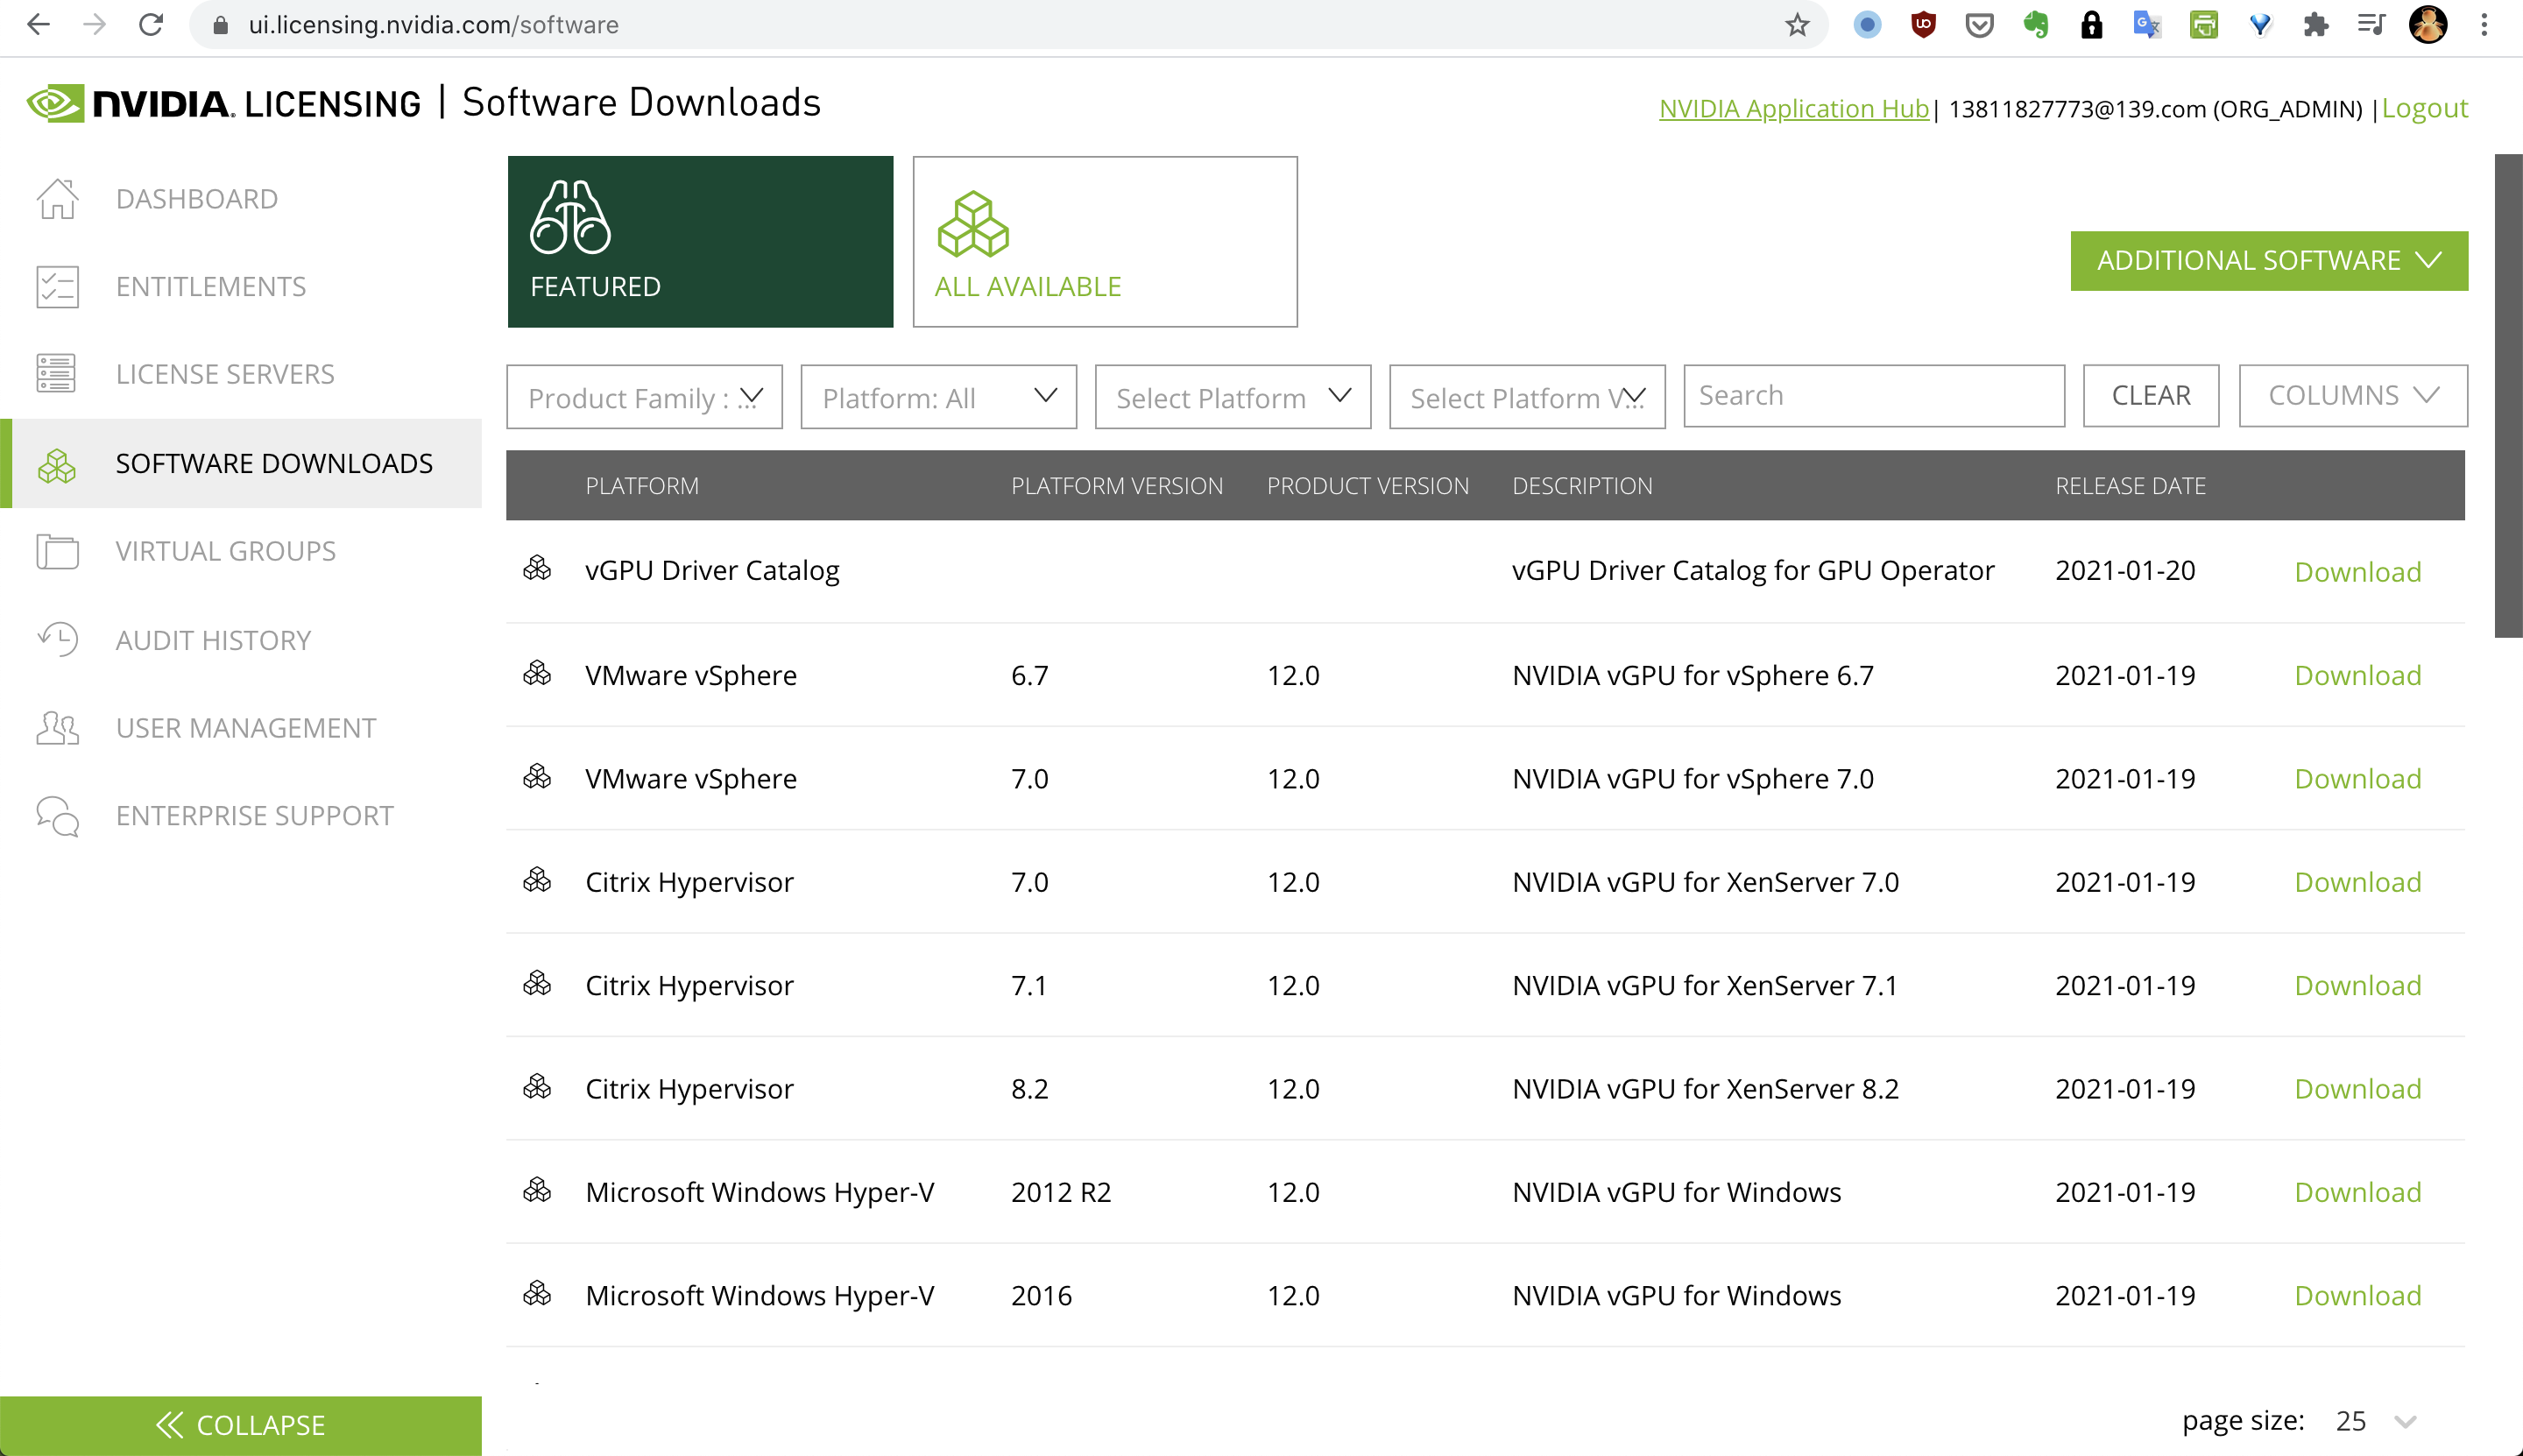 ui.licensing.nvidia.com/software
NVIDIA. LICENSING | Software Downloads
NVIDIA Application Hub | 13811827773@139.com (ORG_ADMIN) | Logout
DASHBOARD
ENTITLEMENTS
LICENSE SERVERS
SOFTWARE DOWNLOADS
VIRTUAL GROUPS
AUDIT HISTORY
USER MANAGEMENT
ENTERPRISE SUPPORT
COLLAPSE
FEATURED
ALL AVAILABLE
ADDITIONAL SOFTWARE
Product Family : ... Platform: All Select Platform Select Platform V... Search CLEAR COLUMNS
PLATFORM PLATFORM VERSION PRODUCT VERSION DESCRIPTION RELEASE DATE
vGPU Driver Catalog vGPU Driver Catalog for GPU Operator 2021-01-20 Download
VMware vSphere 6.7 12.0 NVIDIA vGPU for vSphere 6.7 2021-01-19 Download
VMware vSphere 7.0 12.0 NVIDIA vGPU for vSphere 7.0 2021-01-19 Download
Citrix Hypervisor 7.0 12.0 NVIDIA vGPU for XenServer 7.0 2021-01-19 Download
Citrix Hypervisor 7.1 12.0 NVIDIA vGPU for XenServer 7.1 2021-01-19 Download
Citrix Hypervisor 8.2 12.0 NVIDIA vGPU for XenServer 8.2 2021-01-19 Download
Microsoft Windows Hyper-V 2012 R2 12.0 NVIDIA vGPU for Windows 2021-01-19 Download
Microsoft Windows Hyper-V 2016 12.0 NVIDIA vGPU for Windows 2021-01-19 Download
page size: 25